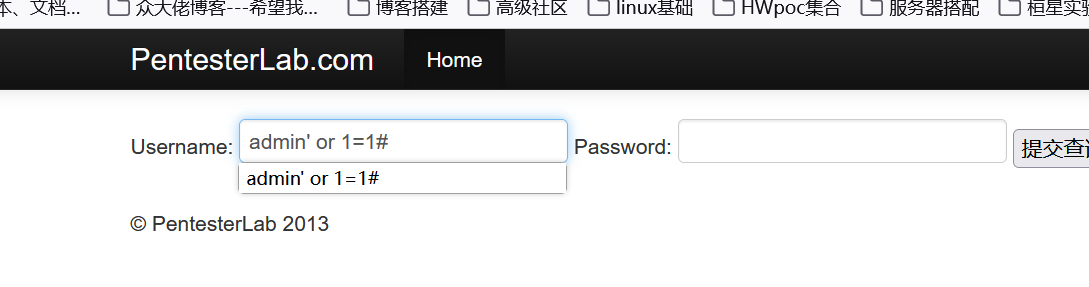 本、文档... 众大佬博客---希望我... 博客搭建 高级社区 linux基础 HWpoc集合 服务器搭配 桓星实验
PentesterLab.com Home
Username: admin' or 1=1# Password: 提交查询
admin' or 1=1#
© PentesterLab 2013